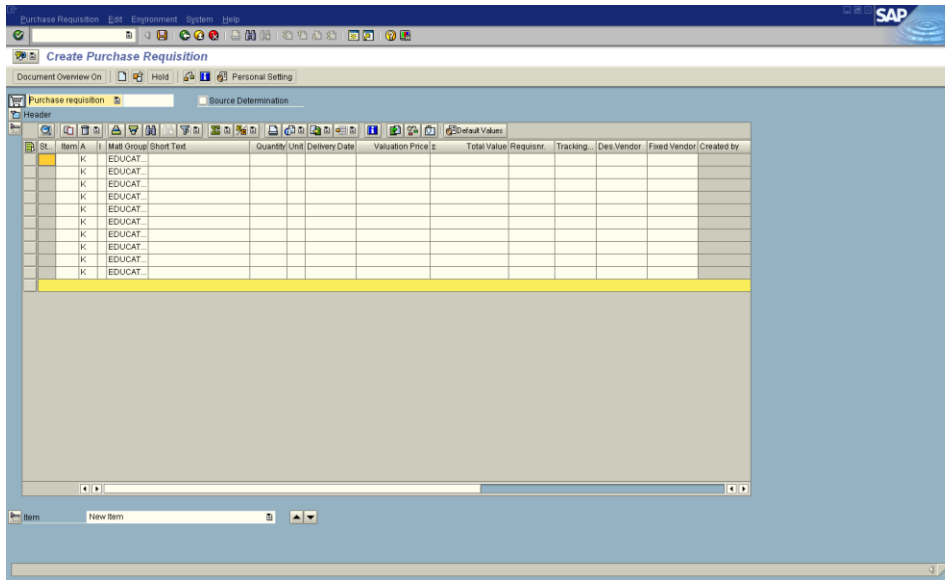 Purchase Requisition Edit Environment System Help
SAP
Create Purchase Requisition
Document Overview On Hold Personal Setting
Purchase requisition Source Determination
Header
Default Values
St... Item A I Matl Group Short Text Quantity Unit Delivery Date Valuation Price Σ Total Value Requisnr. Tracking... Des.Vendor Fixed Vendor Created by
K EDUCAT...
K EDUCAT...
K EDUCAT...
K EDUCAT...
K EDUCAT...
K EDUCAT...
K EDUCAT...
K EDUCAT...
K EDUCAT...
K EDUCAT...
Item New Item